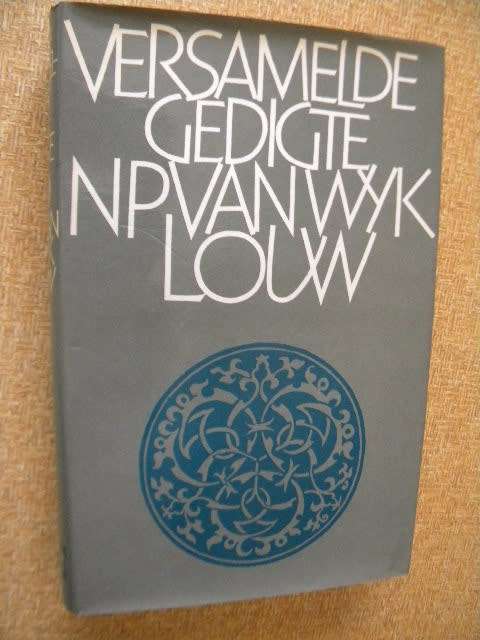 VERSAMELDE
GEDIGTE
N P VAN WYK
LOUW